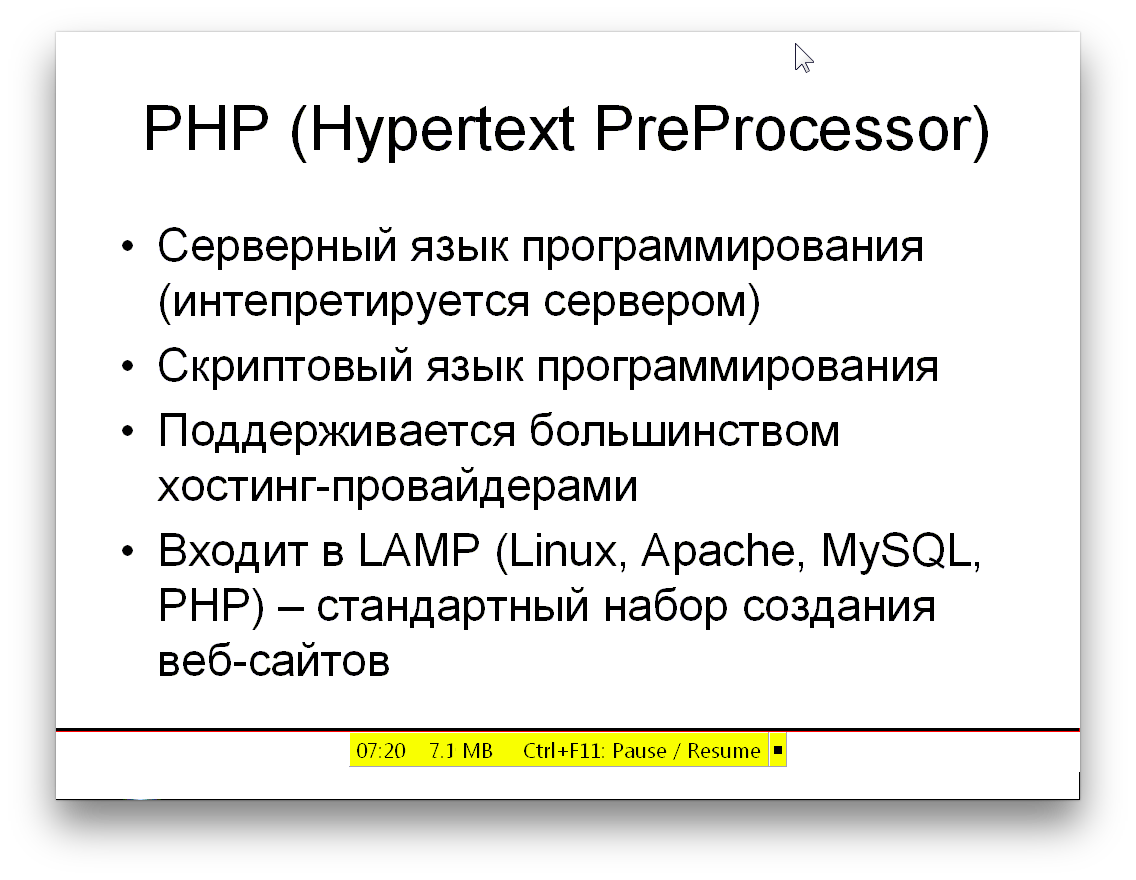 PHP (Hypertext PreProcessor)
• Серверный язык программирования
(интепретируется сервером)
• Скриптовый язык программирования
• Поддерживается большинством
хостинг-провайдерами
• Входит в LAMP (Linux, Apache, MySQL,
PHP) – стандартный набор создания
веб-сайтов
07:20 7.1 MB Ctrl+F11: Pause / Resume